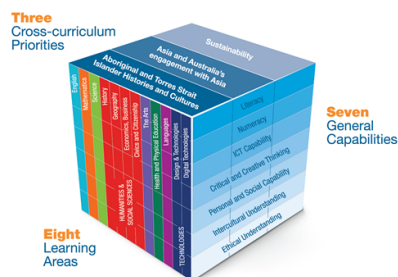 Three
Cross-curriculum
Priorities
Sustainability
Asia and Australia's
engagement with Asia
Aboriginal and Torres Strait
Islander Histories and Cultures
English
Mathematics
Science
History
Geography
Economics, Business
Civics and Citizenship
HUMANITIES &
SOCIAL SCIENCES
The Arts
Health and Physical Education
Languages
Design & Technologies
Digital Technologies
TECHNOLOGIES
Literacy
Numeracy
ICT Capability
Critical and Creative Thinking
Personal and Social Capability
Intercultural Understanding
Ethical Understanding
Seven
General
Capabilities
Eight
Learning
Areas